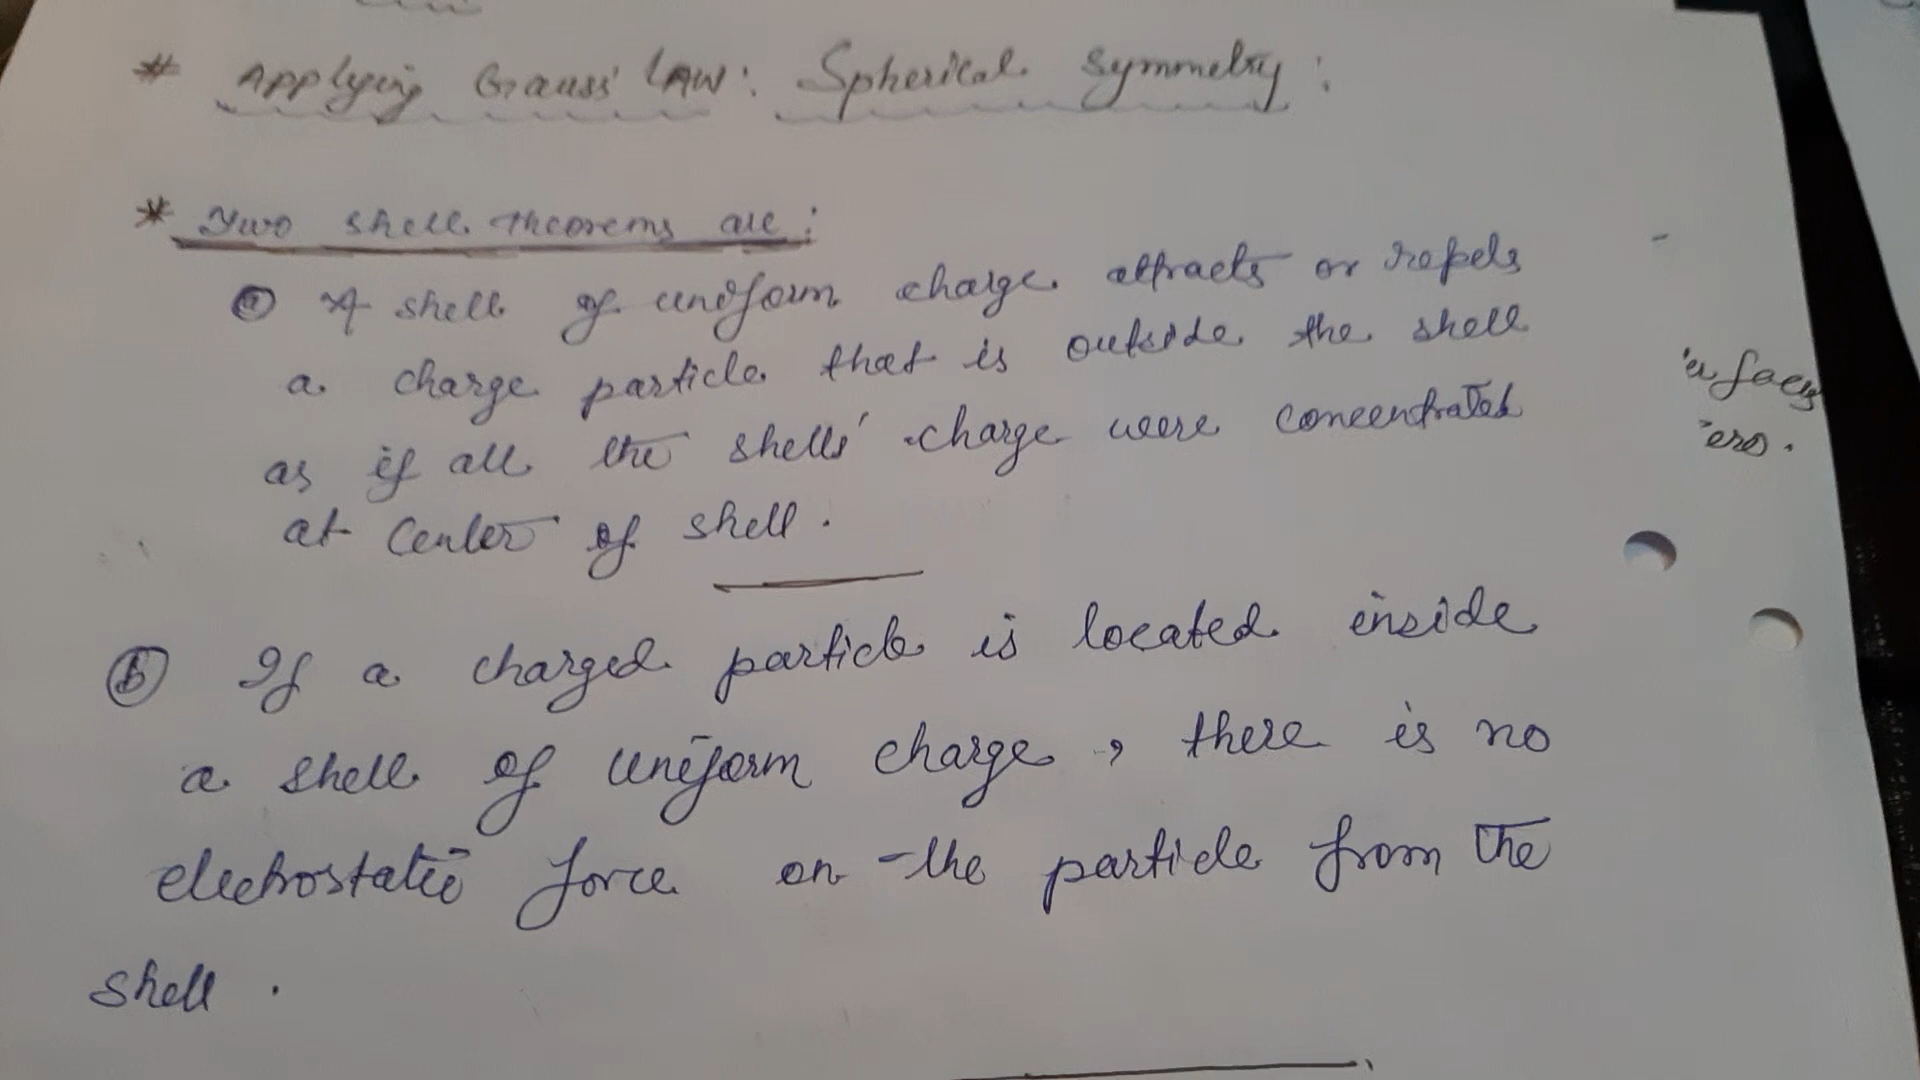 * Applying Gauss' LAW: Spherical Symmetry:
* Two shell theorems are:
ⓐ A shell of uniform charge attracts or repels
a charge particle that is outside the shell
as if all the shells' charge were concentrated
at Center of shell.
ⓑ If a charged particle is located inside
a shell of uniform charge, there is no
electrostatic force on the particle from the
shell.